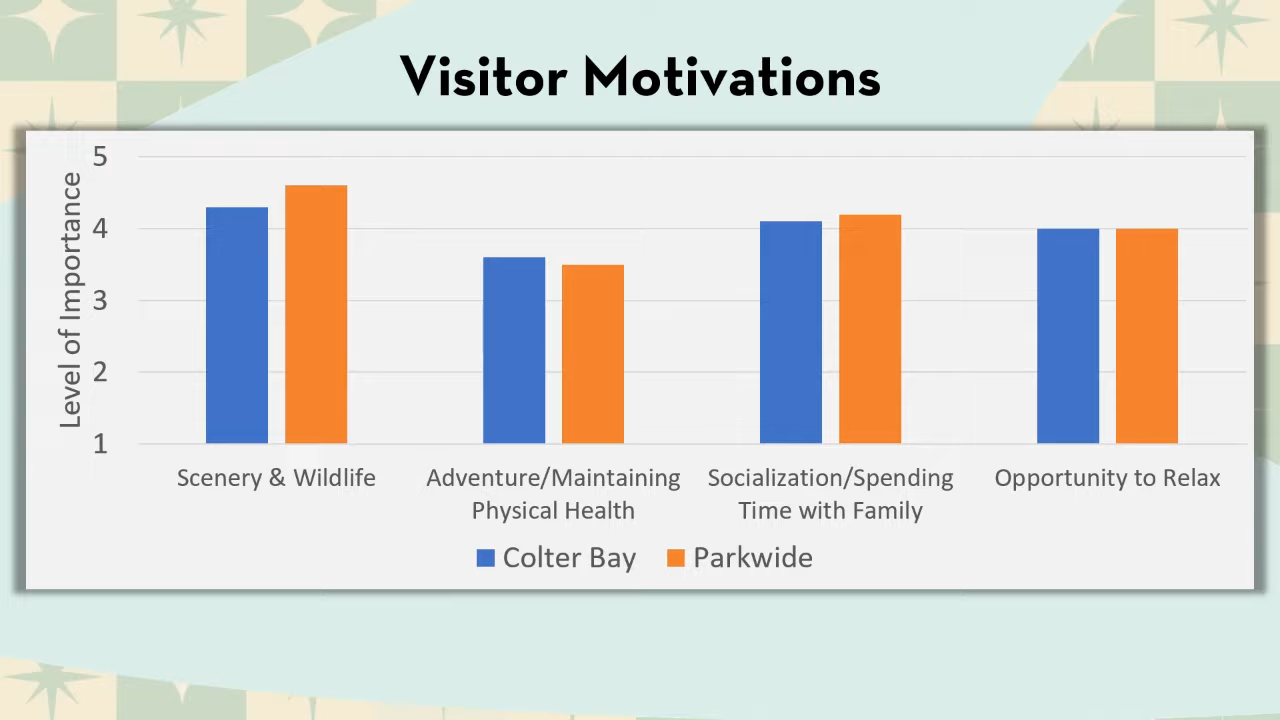 Visitor Motivations
Level of Importance
5
4
3
2
1
Scenery & Wildlife
Adventure/Maintaining
Physical Health
Socialization/Spending
Time with Family
Opportunity to Relax
Colter Bay
Parkwide